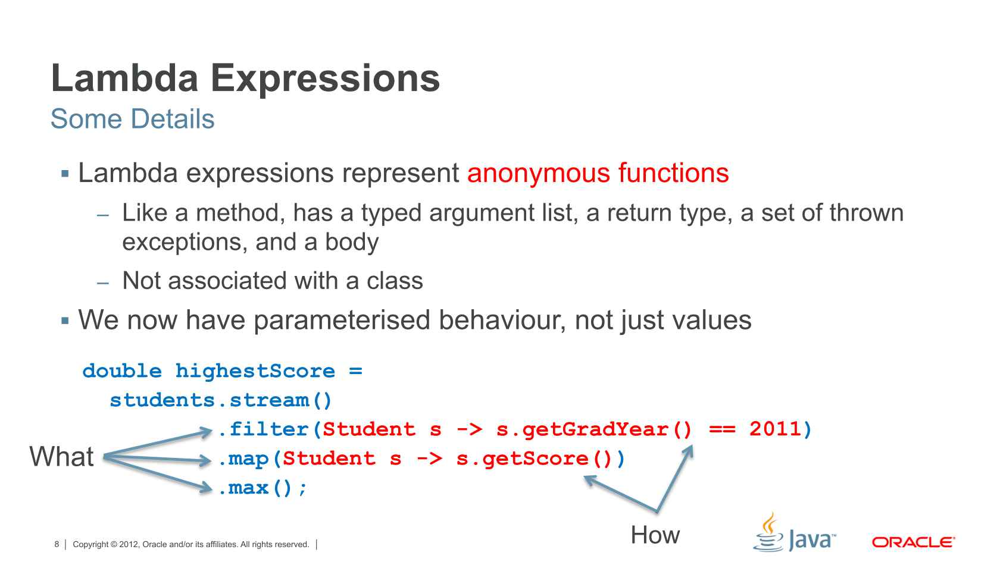 Lambda Expressions
Some Details
▪ Lambda expressions represent anonymous functions
– Like a method, has a typed argument list, a return type, a set of thrown
exceptions, and a body
– Not associated with a class
▪ We now have parameterised behaviour, not just values
double highestScore =
students.stream()
.filter(Student s -> s.getGradYear() == 2011)
What
.map(Student s -> s.getScore())
.max();
How
8 | Copyright © 2012, Oracle and/or its affiliates. All rights reserved. |
Java™
ORACLE®